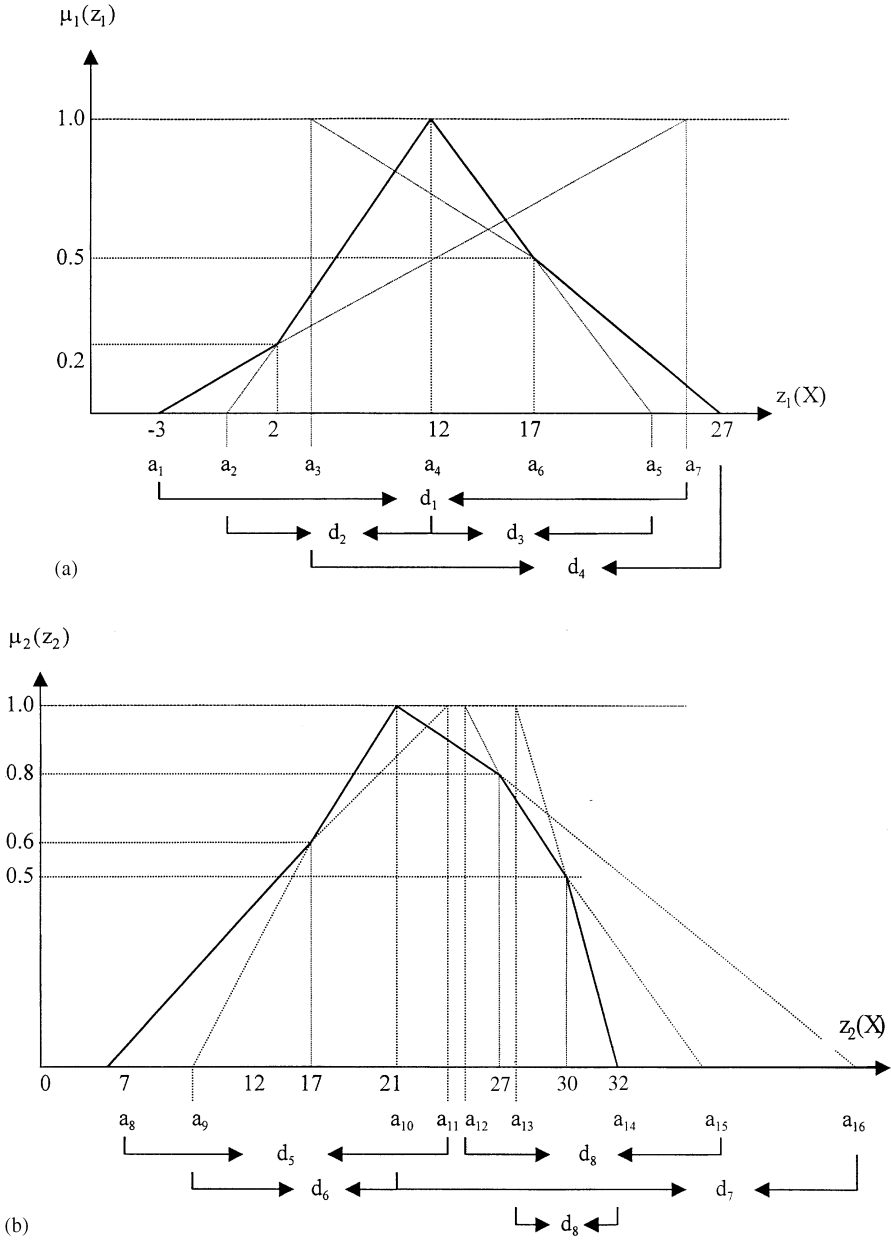 μ₁(z₁)
1.0
0.5
0.2
z₁(X)
-3 2 12 17 27
a₁ a₂ a₃ a₄ a₆ a₅ a₇
d₁
d₂ d₃
d₄
(a)
μ₂(z₂)
1.0
0.8
0.6
0.5
z₂(X)
0 7 12 17 21 27 30 32
a₈ a₉ a₁₀ a₁₁ a₁₂ a₁₃ a₁₄ a₁₅ a₁₆
d₅ d₈
d₆ d₇
d₈
(b)